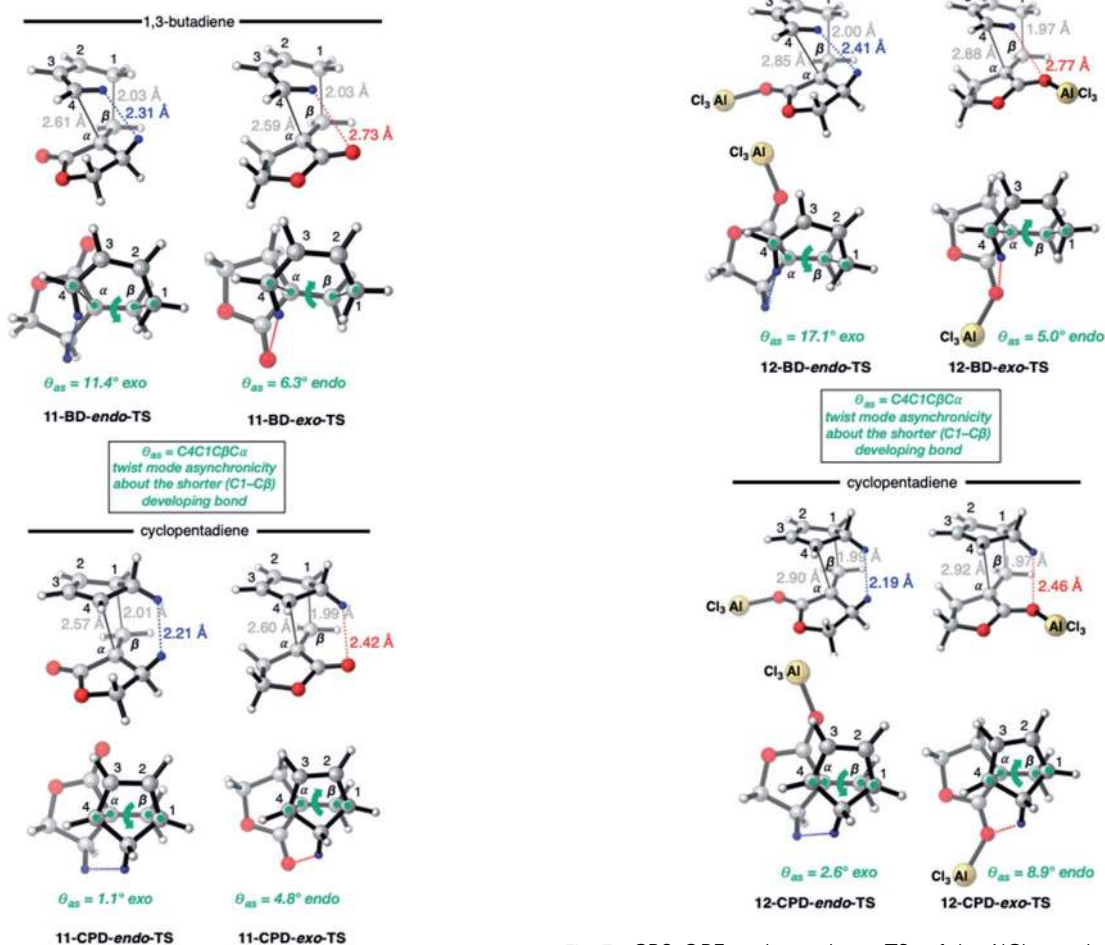 1,3-butadiene
2
3
1
4
2.03 Å
2.31 Å
2.61 Å
β
α
2
3
1
4
2.03 Å
2.59 Å
β
α
2.73 Å
3
2
4
α
β
1
3
2
4
α
β
1
θas = 11.4° exo
θas = 6.3° endo
11-BD-endo-TS
11-BD-exo-TS
θas = C4C1CβCα
twist mode asynchronicity
about the shorter (C1–Cβ)
developing bond
cyclopentadiene
2
1
3
4
2.01 Å
2.57 Å
2.21 Å
α
β
2
1
3
4
1.99 Å
2.60 Å
2.42 Å
α
β
3
2
4
α
β
1
3
2
4
α
β
1
θas = 1.1° exo
θas = 4.8° endo
11-CPD-endo-TS
11-CPD-exo-TS
4
2.00 Å
2.41 Å
2.85 Å
β
α
Cl3 Al
4
1.97 Å
2.88 Å
β
α
2.77 Å
AlCl3
Cl3 Al
3
2
4
α
β
1
3
2
4
α
β
1
Cl3 Al
θas = 17.1° exo
θas = 5.0° endo
12-BD-endo-TS
12-BD-exo-TS
θas = C4C1CβCα
twist mode asynchronicity
about the shorter (C1–Cβ)
developing bond
cyclopentadiene
2
1
3
4
1.99 Å
2.90 Å
β
α
2.19 Å
Cl3 Al
2
1
3
4
1.97 Å
2.92 Å
β
α
2.46 Å
AlCl3
Cl3 Al
3
2
4
α
β
1
3
2
4
α
β
1
Cl3 Al
θas = 2.6° exo
θas = 8.9° endo
12-CPD-endo-TS
12-CPD-exo-TS